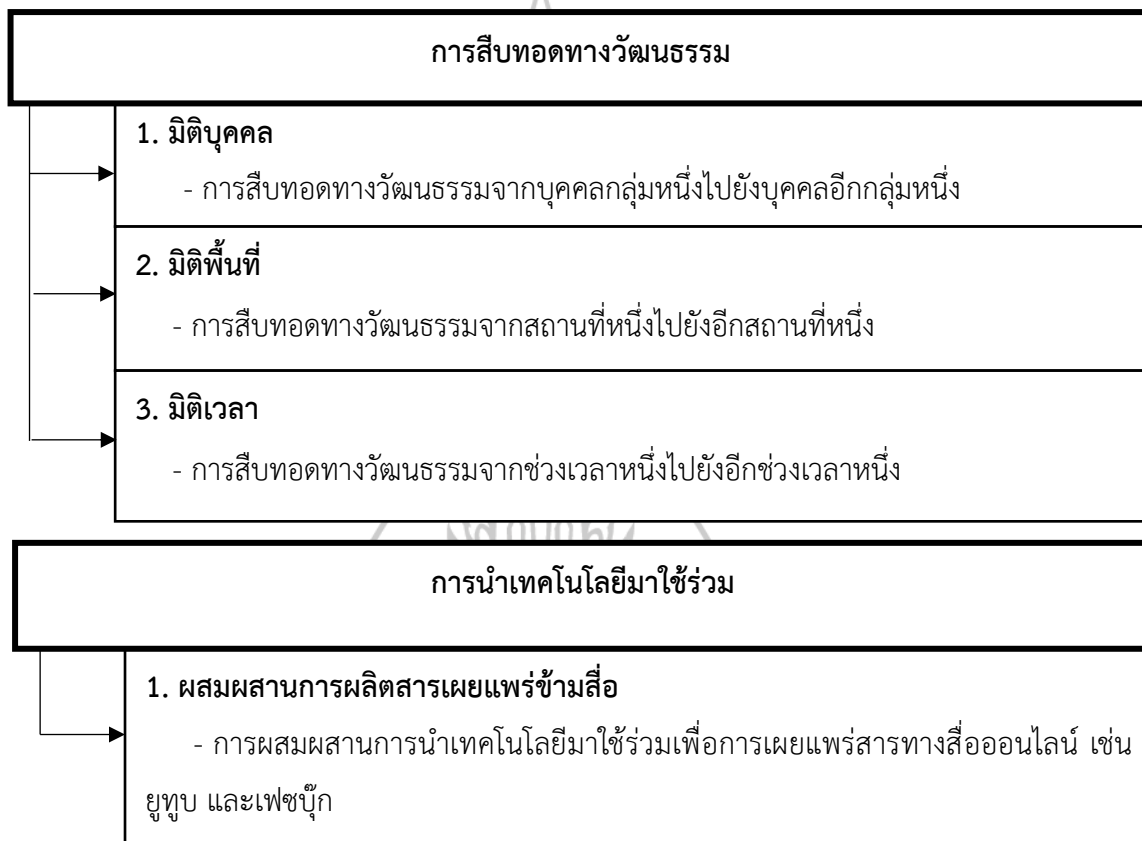 การสืบทอดทางวัฒนธรรม
1. มิติบุคคล
- การสืบทอดทางวัฒนธรรมจากบุคคลกลุ่มหนึ่งไปยังบุคคลอีกกลุ่มหนึ่ง
2. มิติพื้นที่
- การสืบทอดทางวัฒนธรรมจากสถานที่หนึ่งไปยังอีกสถานที่หนึ่ง
3. มิติเวลา
- การสืบทอดทางวัฒนธรรมจากช่วงเวลาหนึ่งไปยังอีกช่วงเวลาหนึ่ง
การนำเทคโนโลยีมาใช้ร่วม
1. ผสมผสานการผลิตสารเผยแพร่ข้ามสื่อ
- การผสมผสานการนำเทคโนโลยีมาใช้ร่วมเพื่อการเผยแพร่สารทางสื่อออนไลน์ เช่น
ยูทูบ และเฟซบุ๊ก